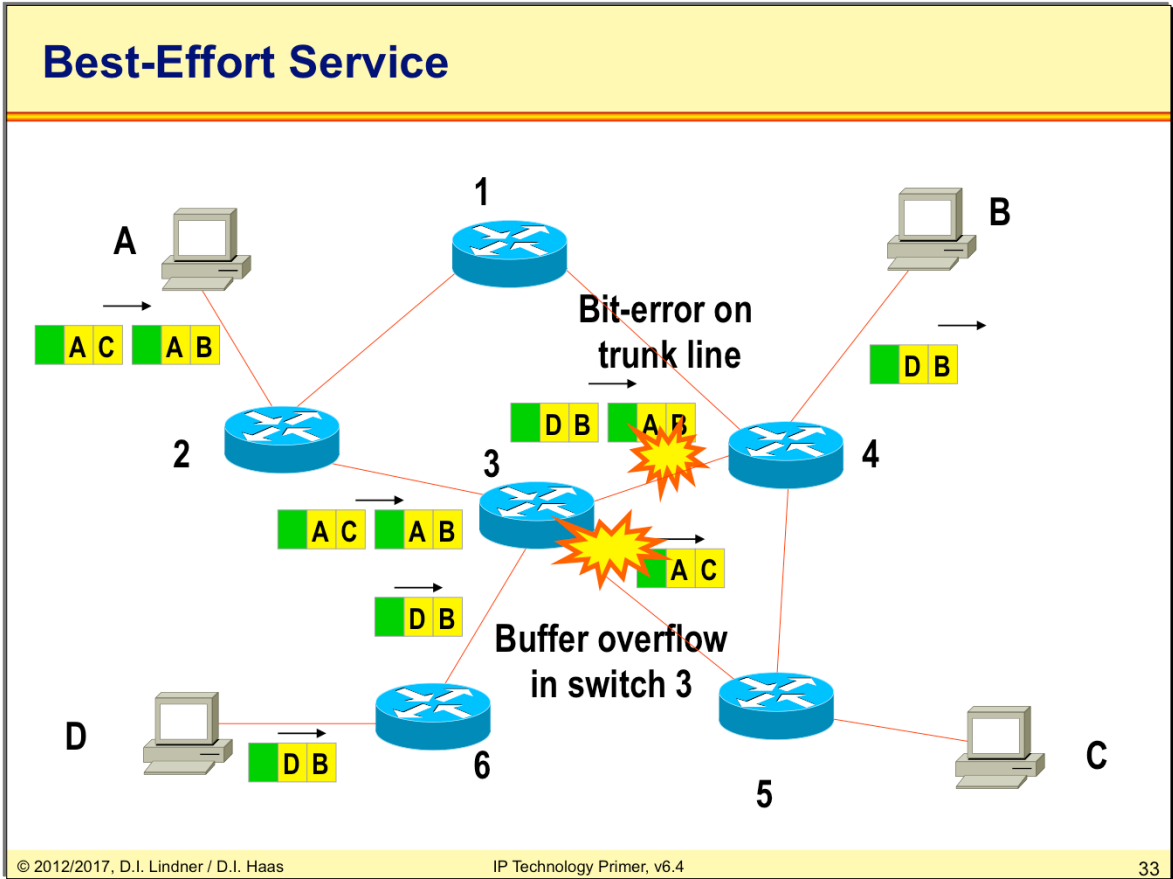 Best-Effort Service
1
A
B
A C A B
Bit-error on
trunk line
D B
D B A B
2
3
4
A C A B
A C
D B
Buffer overflow
in switch 3
D
D B
6
5
C
© 2012/2017, D.I. Lindner / D.I. Haas
IP Technology Primer, v6.4
33